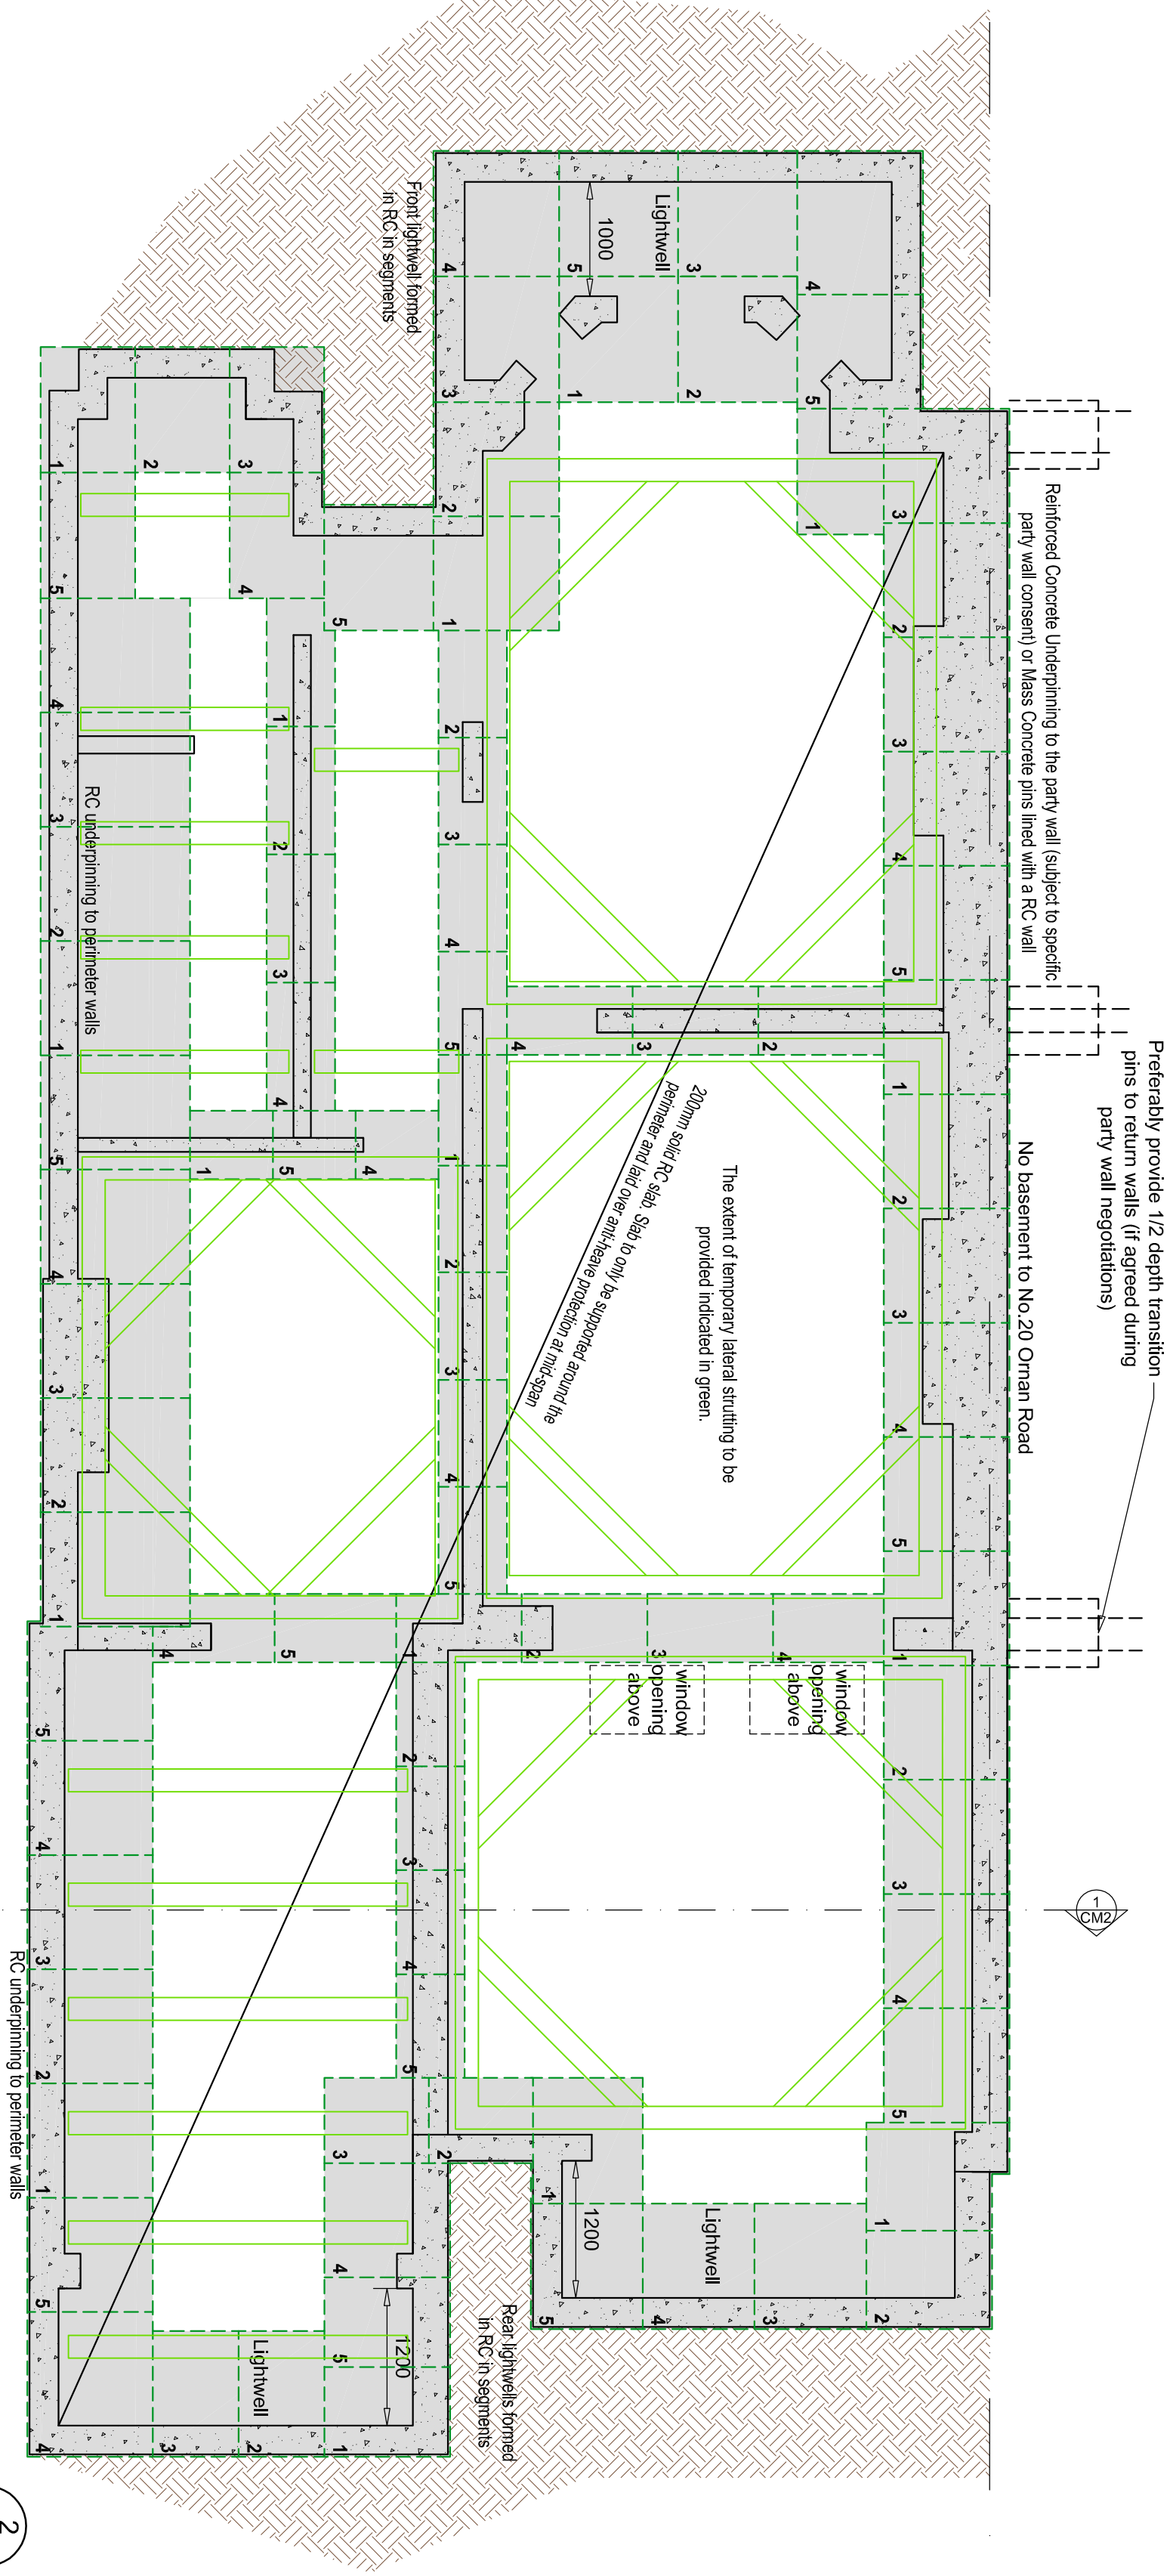 Preferably provide 1/2 depth transition
pins to return walls (if agreed during
party wall negotiations)
Reinforced Concrete Underpinning to the party wall (subject to specific
party wall consent) or Mass Concrete pins lined with a RC wall
No basement to No.20 Ornan Road
1
CM2
Lightwell
1000
Front lightwell formed
in RC in segments
The extent of temporary lateral strutting to be
provided indicated in green.
200mm solid RC slab. Slab to only be supported around the
perimeter and laid over anti-heave protection at mid-span
window
opening
above
window
opening
above
RC underpinning to perimeter walls
Lightwell
1200
Rear lightwells formed
in RC in segments
1200
Lightwell
RC underpinning to perimeter walls
2